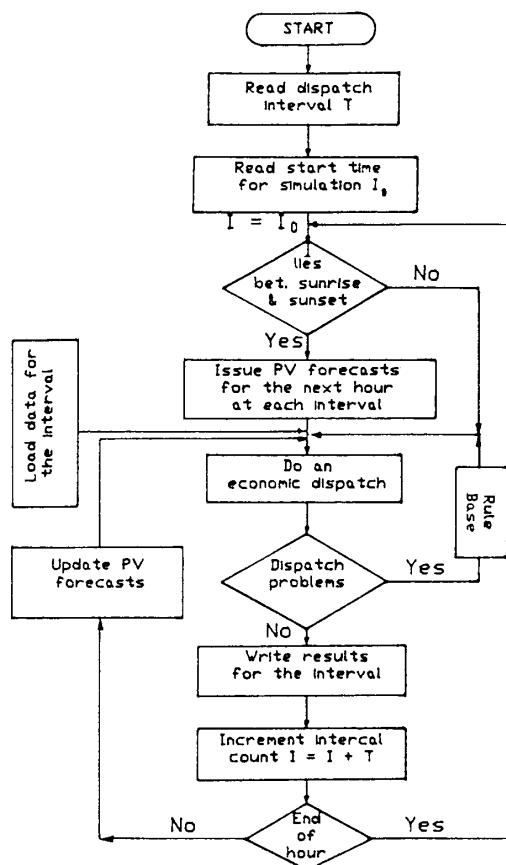 START
Read dispatch
interval T
Read start time
for simulation I₀
I = I₀
I
lies
bet. sunrise
& sunset
No
Yes
Issue PV forecasts
for the next hour
at each interval
Load data for
the interval
Do an
economic dispatch
Rule
Base
Update PV
forecasts
Dispatch
problems
Yes
No
Write results
for the interval
Increment intercal
count I = I + T
No
End
of
hour
Yes